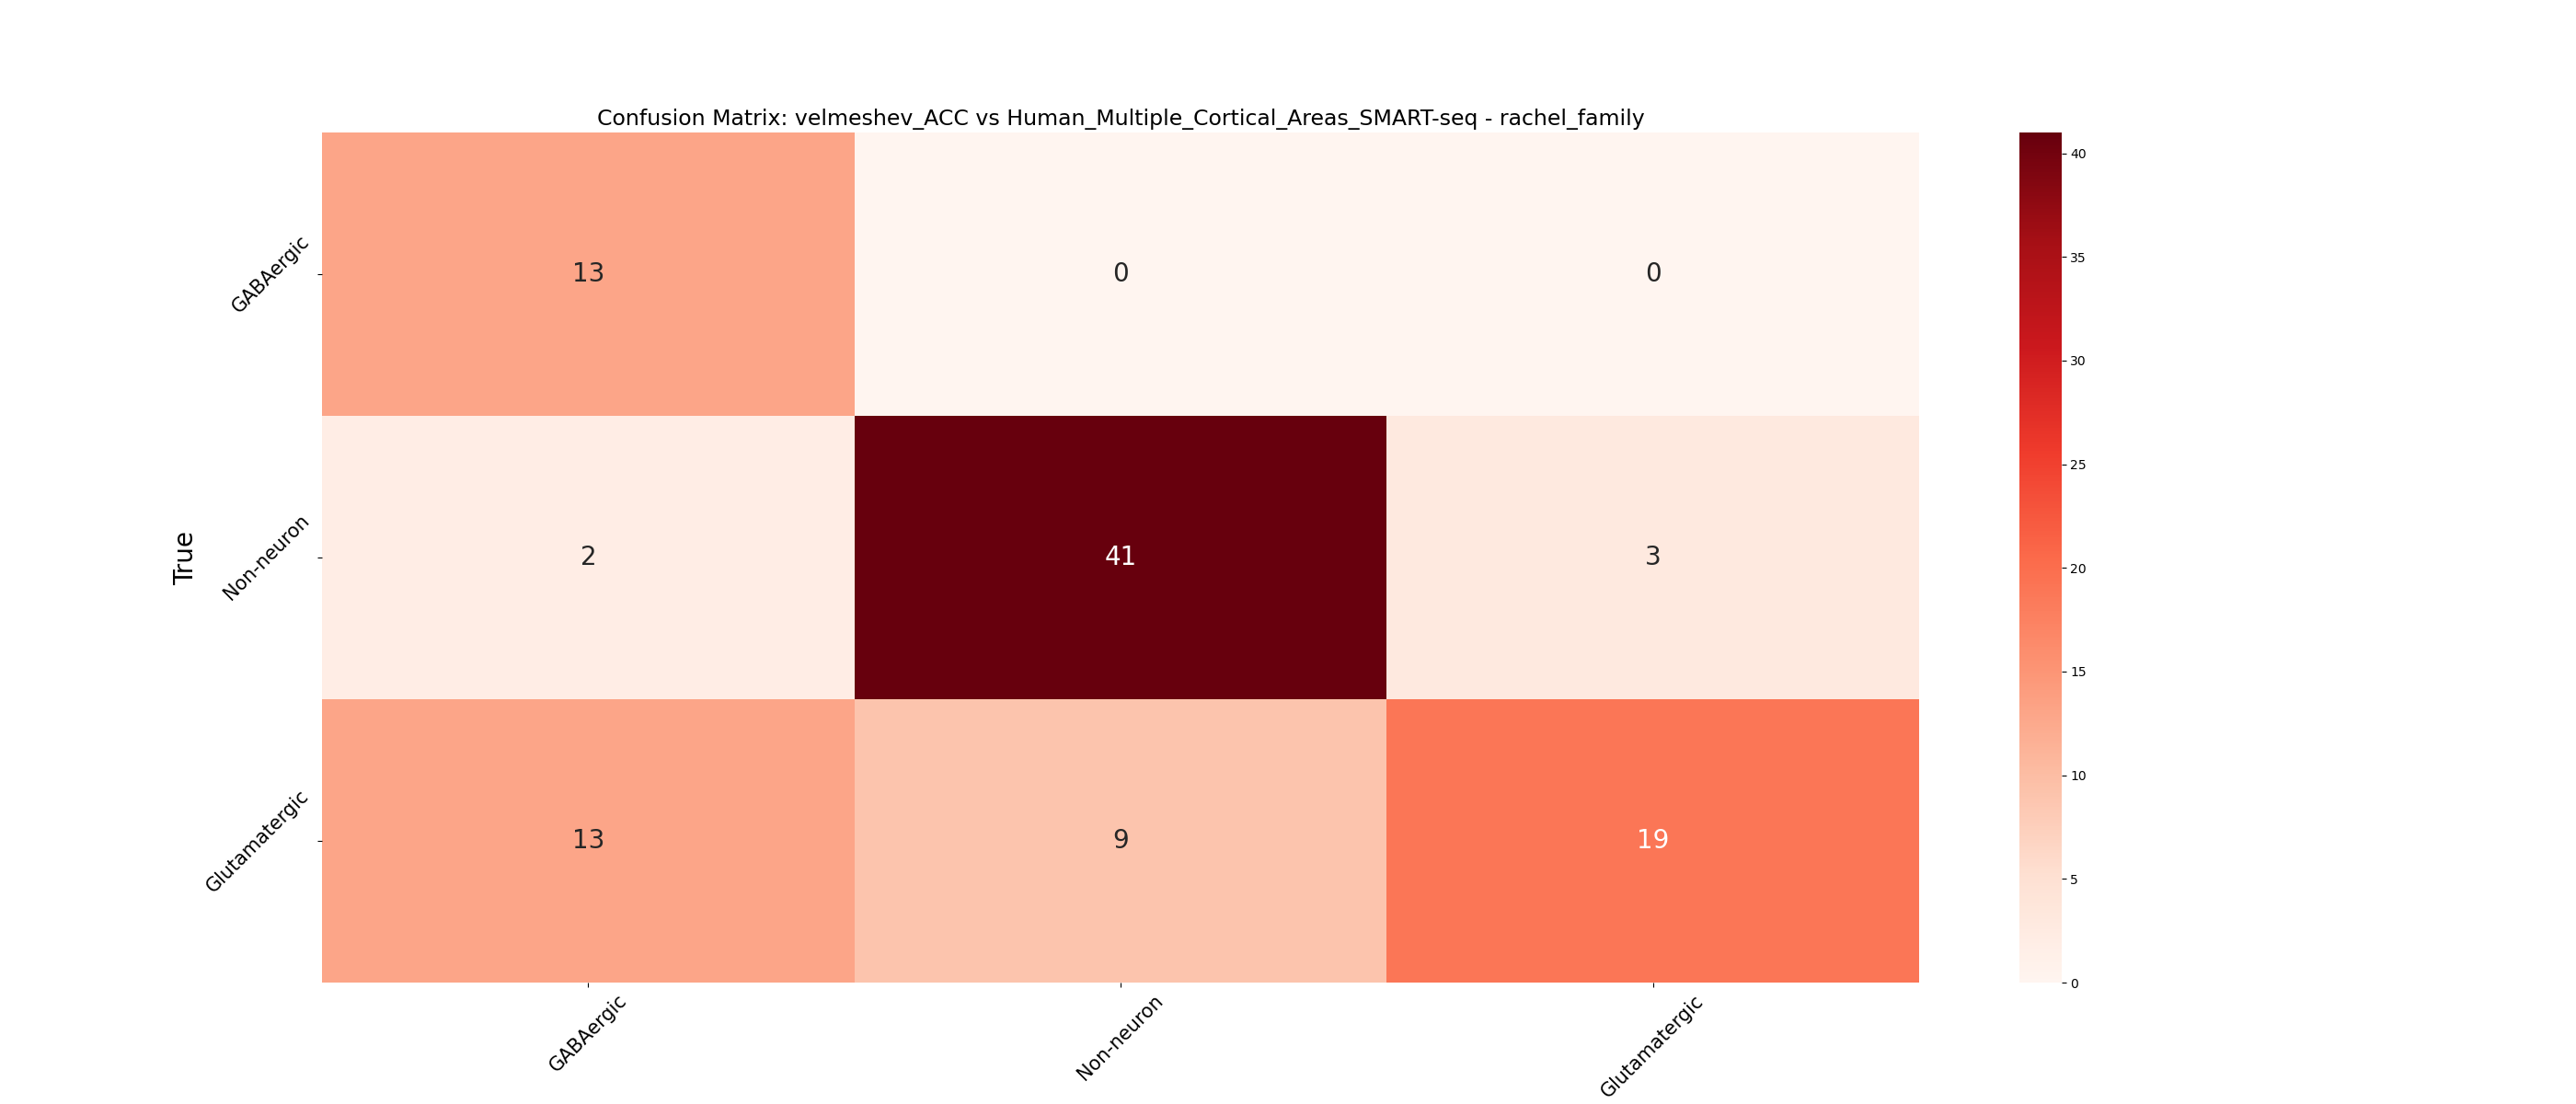 Confusion Matrix: velmeshev_ACC vs Human_Multiple_Cortical_Areas_SMART-seq - rachel_family
True
GABAergic
13
0
0
Non-neuron
2
41
3
Glutamatergic
13
9
19
GABAergic
Non-neuron
Glutamatergic
40
35
30
25
20
15
10
5
0